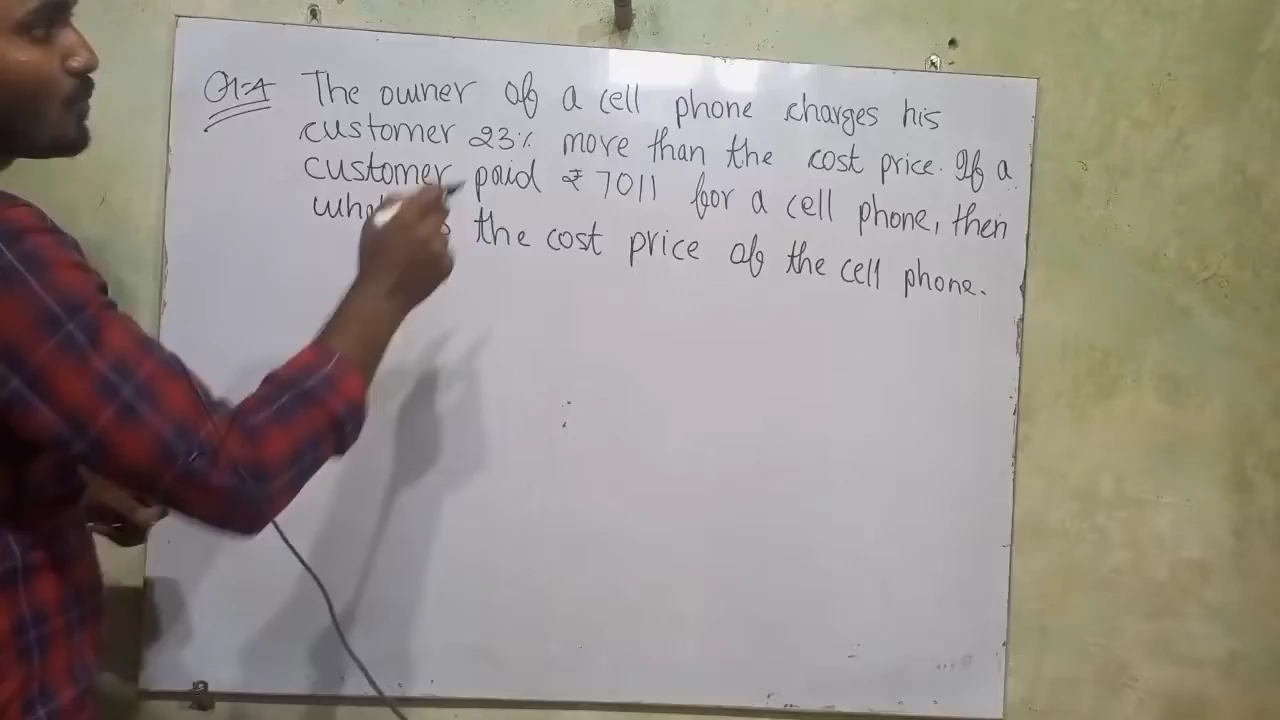 Q1.4 The owner of a cell phone charges his
customer 23% more than the cost price. If a
customer paid ₹ 7011 for a cell phone, then
the cost price of the cell phone.